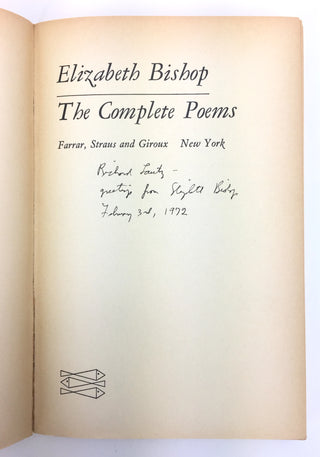 Elizabeth Bishop
The Complete Poems
Farrar, Straus and Giroux New York
Richard Lautz –
greetings from Elizabeth Bishop
February 3rd, 1972